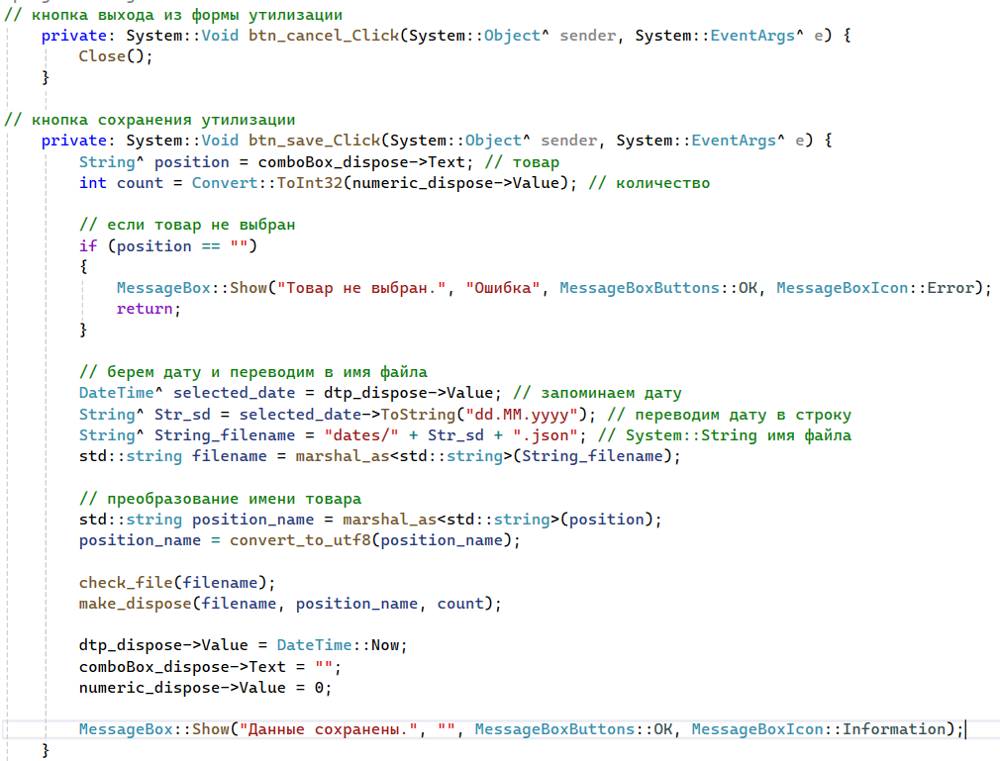 // кнопка выхода из формы утилизации
private: System::Void btn_cancel_Click(System::Object^ sender, System::EventArgs^ e) {
Close();
}
// кнопка сохранения утилизации
private: System::Void btn_save_Click(System::Object^ sender, System::EventArgs^ e) {
String^ position = comboBox_dispose->Text; // товар
int count = Convert::ToInt32(numeric_dispose->Value); // количество
// если товар не выбран
if (position == "")
{
MessageBox::Show("Товар не выбран.", "Ошибка", MessageBoxButtons::OK, MessageBoxIcon::Error);
return;
}
// берем дату и переводим в имя файла
DateTime^ selected_date = dtp_dispose->Value; // запоминаем дату
String^ Str_sd = selected_date->ToString("dd.MM.yyyy"); // переводим дату в строку
String^ String_filename = "dates/" + Str_sd + ".json"; // System::String имя файла
std::string filename = marshal_as<std::string>(String_filename);
// преобразование имени товара
std::string position_name = marshal_as<std::string>(position);
position_name = convert_to_utf8(position_name);
check_file(filename);
make_dispose(filename, position_name, count);
dtp_dispose->Value = DateTime::Now;
comboBox_dispose->Text = "";
numeric_dispose->Value = 0;
MessageBox::Show("Данные сохранены.", "", MessageBoxButtons::OK, MessageBoxIcon::Information);
}